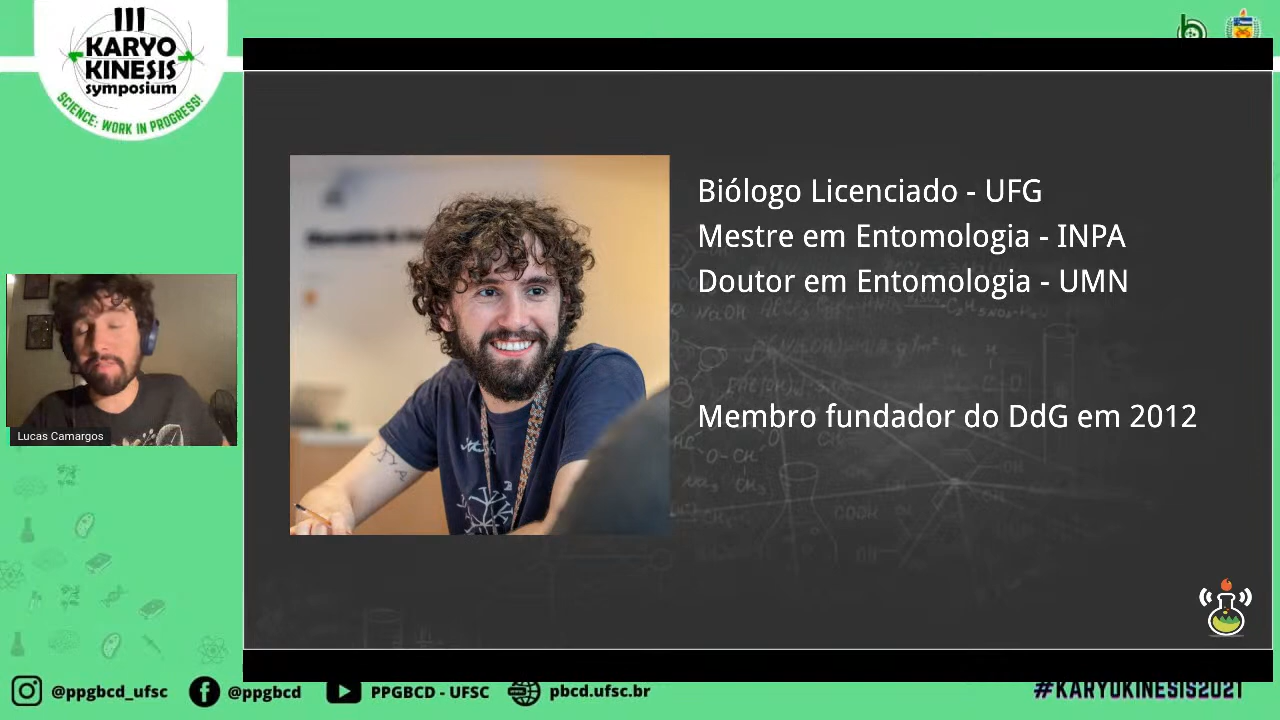 III
KARYO
KINESIS
symposium
SCIENCE: WORK IN PROGRESS!
Biólogo Licenciado - UFG
Mestre em Entomologia - INPA
Doutor em Entomologia - UMN
Membro fundador do DdG em 2012
Lucas Camargos
@ppgbcd_ufsc
@ppgbcd
PPGBCD - UFSC
pbcd.ufsc.br
#KARYOKINESIS2021